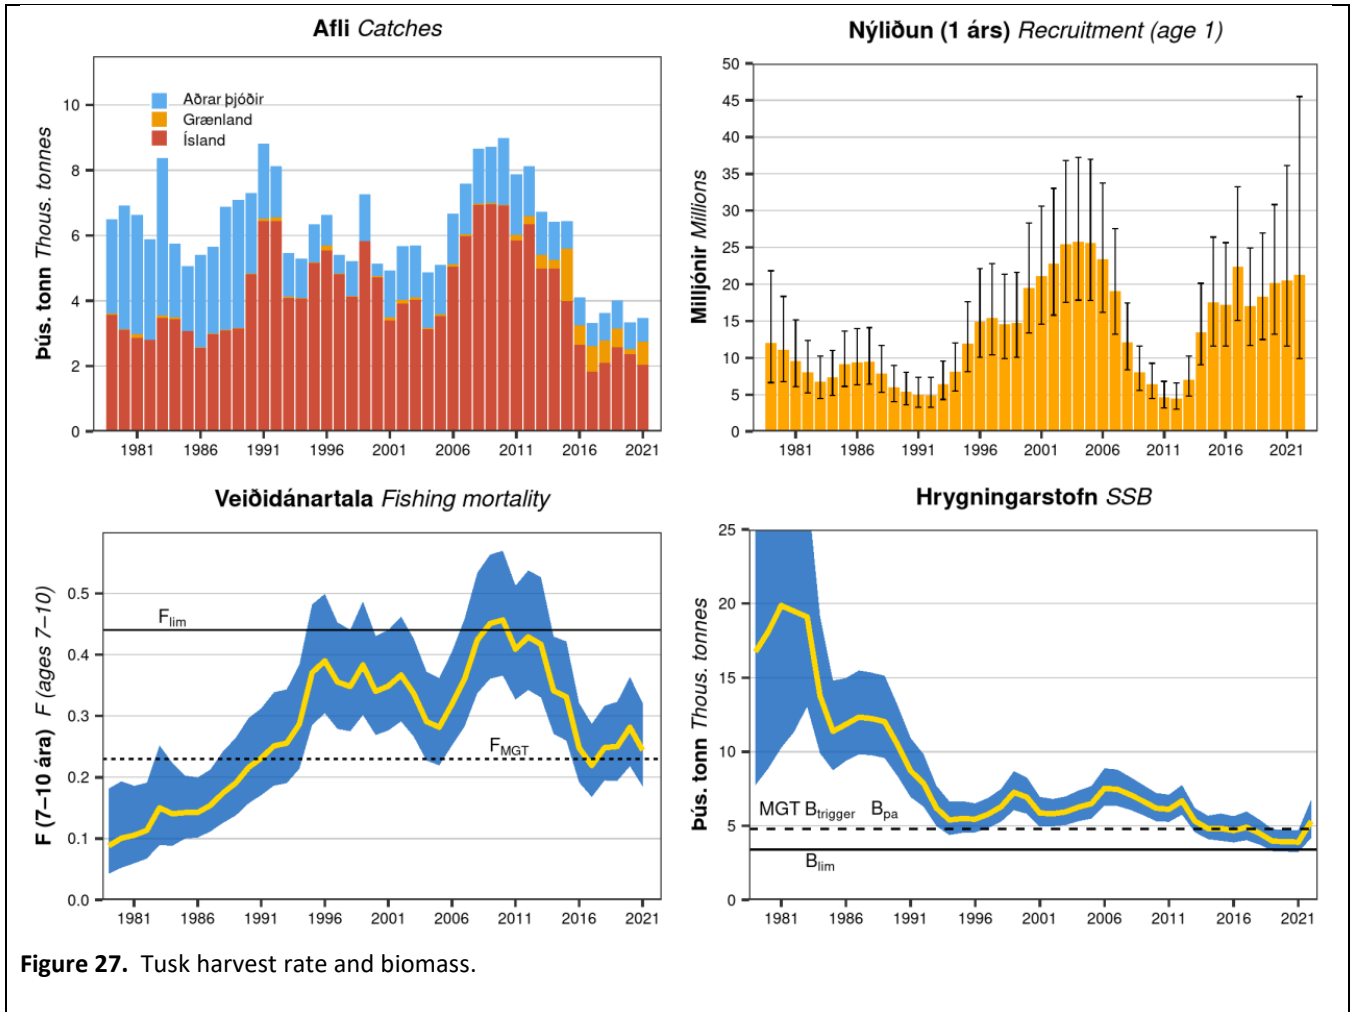 Afli Catches
Þús. tonn Thous. tonnes
10
8
6
4
2
0
Aðrar þjóðir
Grænland
Ísland
1981 1986 1991 1996 2001 2006 2011 2016 2021
Nýliðun (1 árs) Recruitment (age 1)
Milljónir Millions
50
45
40
35
30
25
20
15
10
5
0
1981 1986 1991 1996 2001 2006 2011 2016 2021
Veiðidánartala Fishing mortality
F (7–10 ára) F (ages 7–10)
0.5
0.4
0.3
0.2
0.1
0.0
Flim
FMGT
1981 1986 1991 1996 2001 2006 2011 2016 2021
Hrygningarstofn SSB
Þús. tonn Thous. tonnes
25
20
15
10
5
0
MGT Btrigger Bpa
Blim
1981 1986 1991 1996 2001 2006 2011 2016 2021
Figure 27. Tusk harvest rate and biomass.